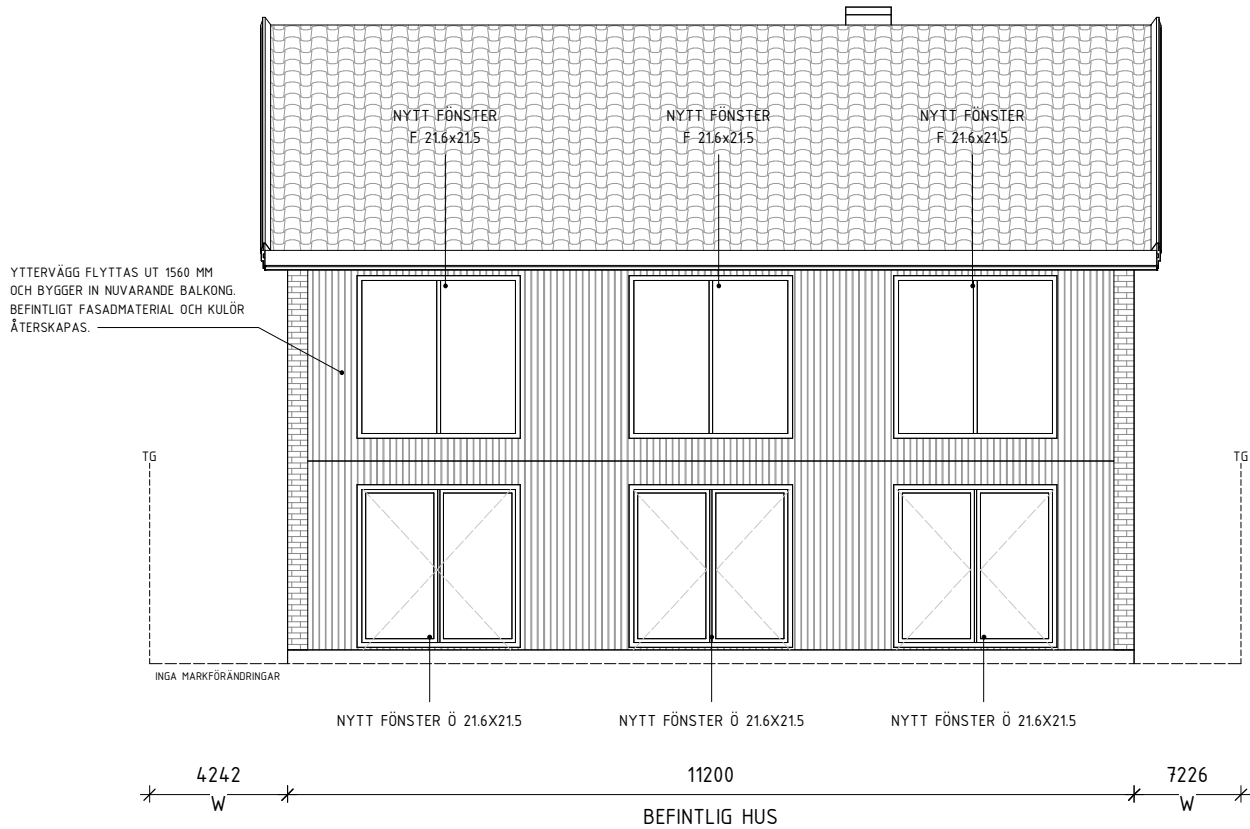 NYTT FÖNSTER
F 21.6x21.5
NYTT FÖNSTER
F 21.6x21.5
NYTT FÖNSTER
F 21.6x21.5
YTTERVÄGG FLYTTAS UT 1560 MM
OCH BYGGER IN NUVARANDE BALKONG.
BEFINTLIGT FASADMATERIAL OCH KULÖR
ÅTERSKAPAS.
TG
TG
INGA MARKFÖRÄNDRINGAR
NYTT FÖNSTER Ö 21.6X21.5
NYTT FÖNSTER Ö 21.6X21.5
NYTT FÖNSTER Ö 21.6X21.5
4242
11200
7226
W
W
BEFINTLIG HUS